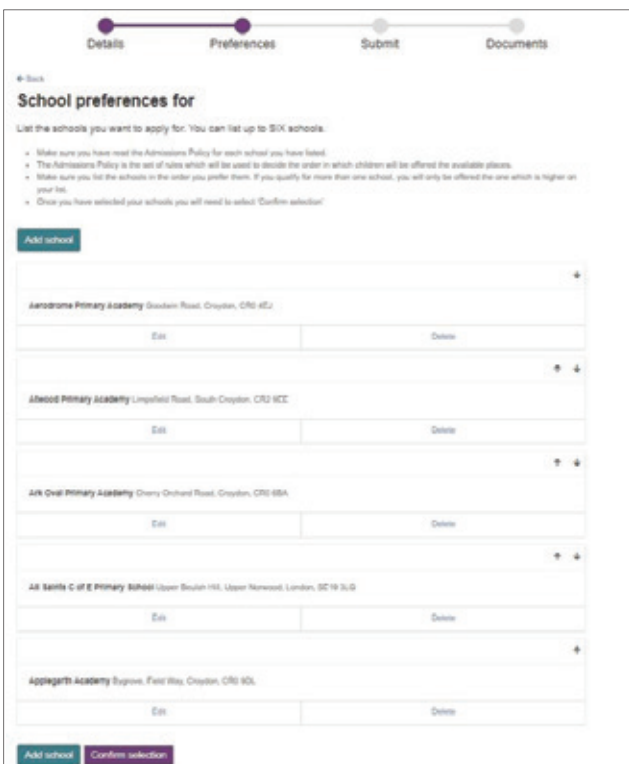 Details Preferences Submit Documents
← Back
School preferences for
List the schools you want to apply for. You can list up to SIX schools.
• Make sure you have read the Admissions Policy for each school you have listed.
• The Admissions Policy is the set of rules which will be used to decide the order in which children will be offered the available places.
• Make sure you list the schools in the order you prefer them. If you qualify for more than one school, you will only be offered the one which is higher on
your list.
• Once you have selected your schools you will need to select 'Confirm selection'
Add school
Aerodrome Primary Academy Goodwin Road, Croydon, CR0 4EJ
Edit Delete
Atwood Primary Academy Limpsfield Road, South Croydon, CR2 9EE
Edit Delete
Ark Oval Primary Academy Cherry Orchard Road, Croydon, CR0 6BA
Edit Delete
All Saints C of E Primary School Upper Beulah Hill, Upper Norwood, London, SE19 3LG
Edit Delete
Applegarth Academy Bygrove, Field Way, Croydon, CR0 9DL
Edit Delete
Add school Confirm selection